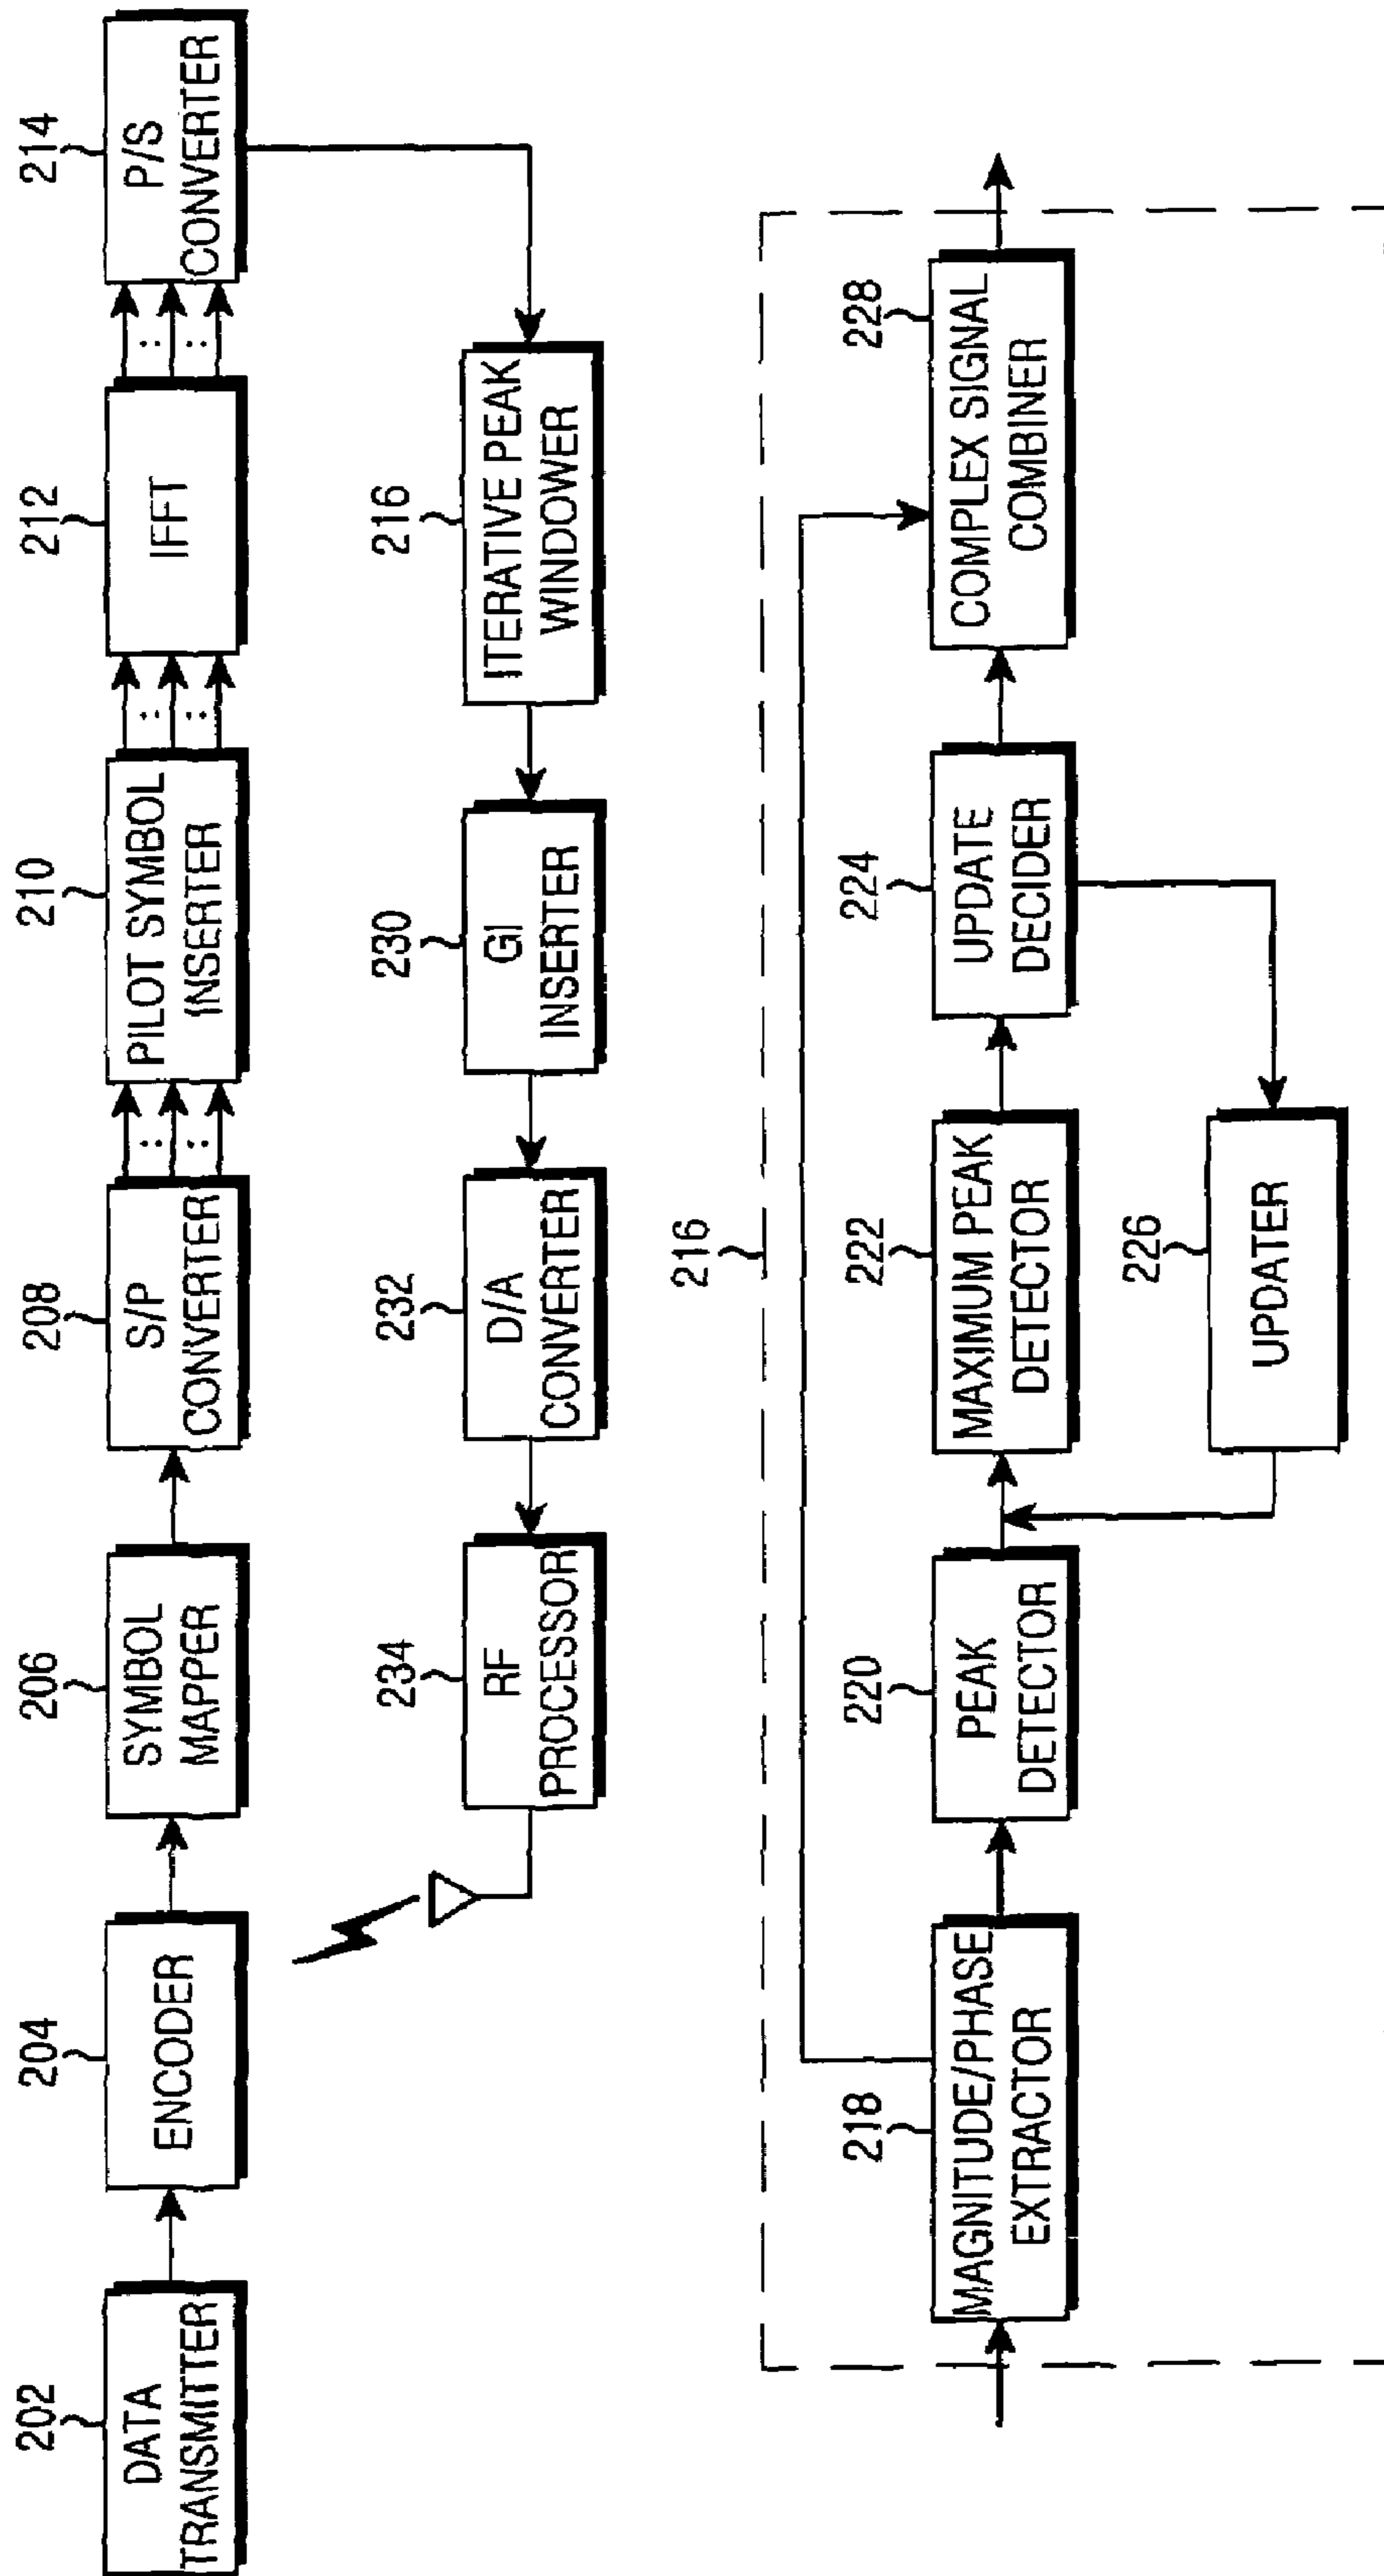 202
DATA
TRANSMITTER
204
ENCODER
206
SYMBOL
MAPPER
208
S/P
CONVERTER
210
PILOT SYMBOL
INSERTER
212
IFFT
214
P/S
CONVERTER
234
RF
PROCESSOR
232
D/A
CONVERTER
230
GI
INSERTER
216
ITERATIVE PEAK
WINDOWER
216
218
MAGNITUDE/PHASE
EXTRACTOR
220
PEAK
DETECTOR
222
MAXIMUM PEAK
DETECTOR
224
UPDATE
DECIDER
228
COMPLEX SIGNAL
COMBINER
226
UPDATER